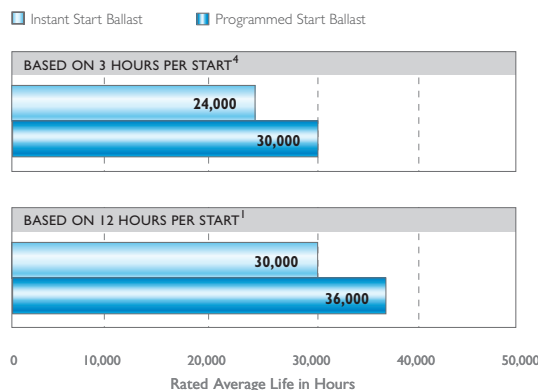 Instant Start Ballast Programmed Start Ballast
BASED ON 3 HOURS PER START4
24,000
30,000
BASED ON 12 HOURS PER START1
30,000
36,000
0 10,000 20,000 30,000 40,000 50,000
Rated Average Life in Hours